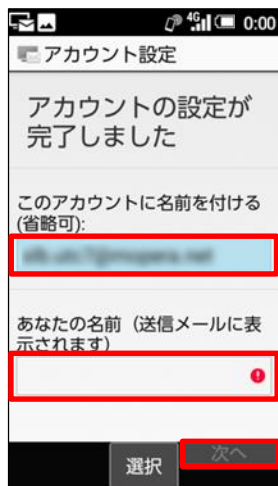 4G 0:00
アカウント設定
アカウントの設定が
完了しました
このアカウントに名前を付ける
(省略可):
あなたの名前（送信メールに表
示されます）
選択
次へ